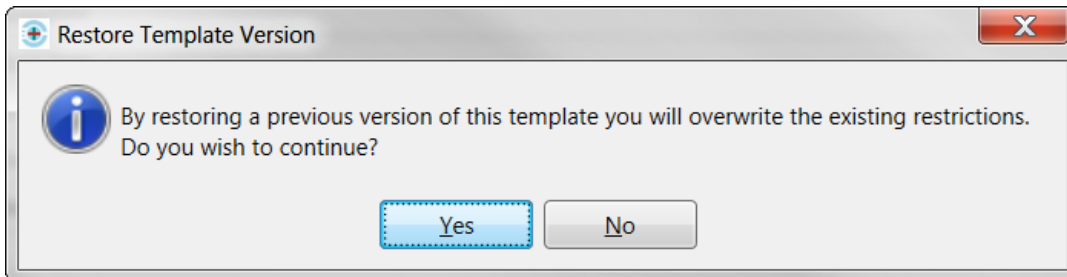 Restore Template Version
By restoring a previous version of this template you will overwrite the existing restrictions.
Do you wish to continue?
Yes
No